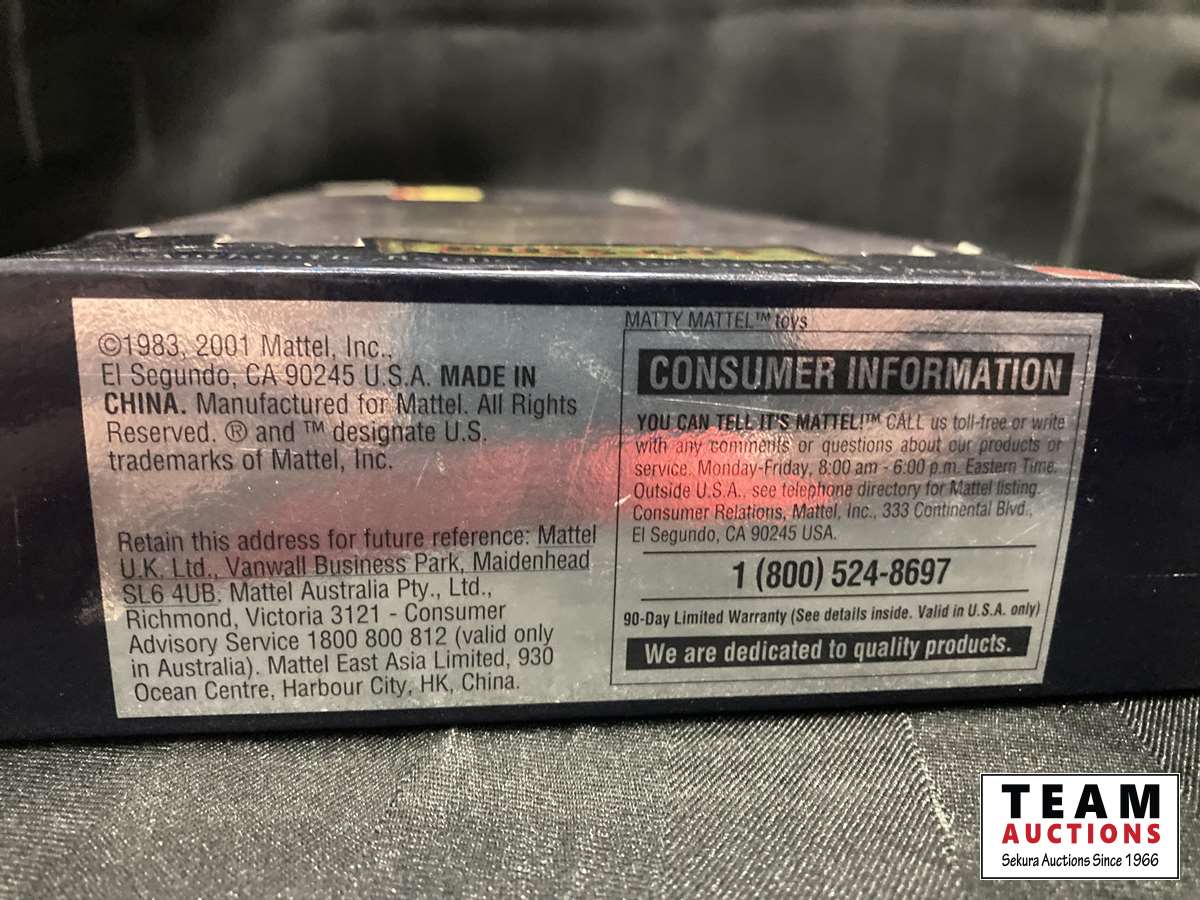 ©1983, 2001 Mattel, Inc.,
El Segundo, CA 90245 U.S.A. MADE IN
CHINA. Manufactured for Mattel. All Rights
Reserved. ® and ™ designate U.S.
trademarks of Mattel, Inc.
Retain this address for future reference: Mattel
U.K. Ltd., Vanwall Business Park, Maidenhead
SL6 4UB. Mattel Australia Pty., Ltd.,
Richmond, Victoria 3121 - Consumer
Advisory Service 1800 800 812 (valid only
in Australia). Mattel East Asia Limited, 930
Ocean Centre, Harbour City, HK, China.
MATTY MATTEL™ toys
CONSUMER INFORMATION
YOU CAN TELL IT'S MATTEL!™ CALL us toll-free or write
with any comments or questions about our products or
service. Monday-Friday, 8:00 am - 6:00 p.m. Eastern Time.
Outside U.S.A., see telephone directory for Mattel listing.
Consumer Relations, Mattel, Inc., 333 Continental Blvd.,
El Segundo, CA 90245 USA.
1 (800) 524-8697
90-Day Limited Warranty (See details inside. Valid in U.S.A. only)
We are dedicated to quality products.
TEAM
AUCTIONS
Sekura Auctions Since 1966